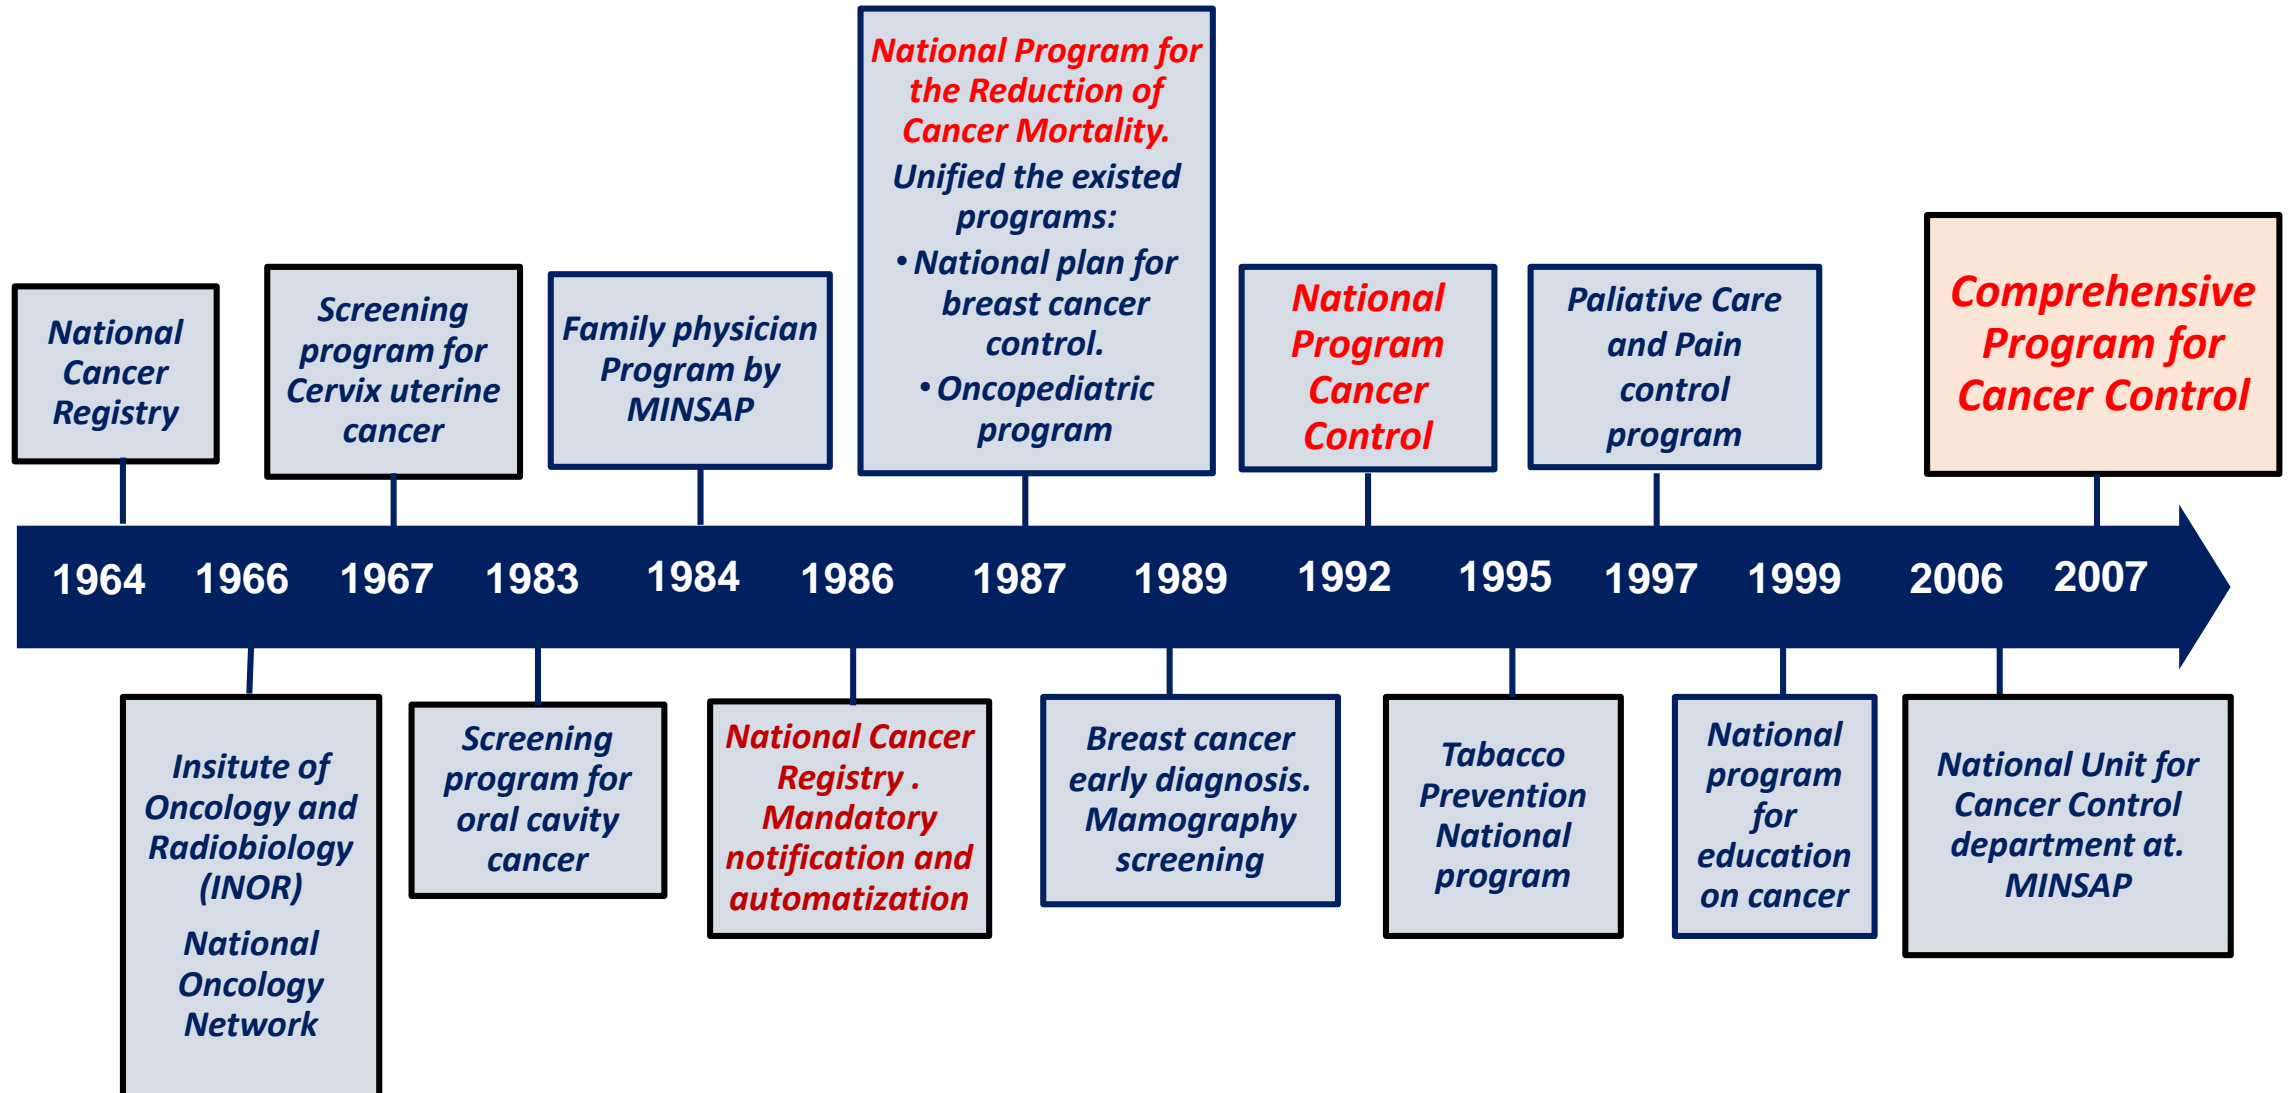 National
Cancer
Registry
Screening
program for
Cervix uterine
cancer
Family physician
Program by
MINSAP
National Program for
the Reduction of
Cancer Mortality.
Unified the existed
programs:
• National plan for
breast cancer
control.
• Oncopediatric
program
National
Program
Cancer
Control
Paliative Care
and Pain
control
program
Comprehensive
Program for
Cancer Control
1964 1966 1967 1983 1984 1986 1987 1989 1992 1995 1997 1999 2006 2007
Insitute of
Oncology and
Radiobiology
(INOR)
National
Oncology
Network
Screening
program for
oral cavity
cancer
National Cancer
Registry .
Mandatory
notification and
automatization
Breast cancer
early diagnosis.
Mamography
screening
Tabacco
Prevention
National
program
National
program
for
education
on cancer
National Unit for
Cancer Control
department at.
MINSAP